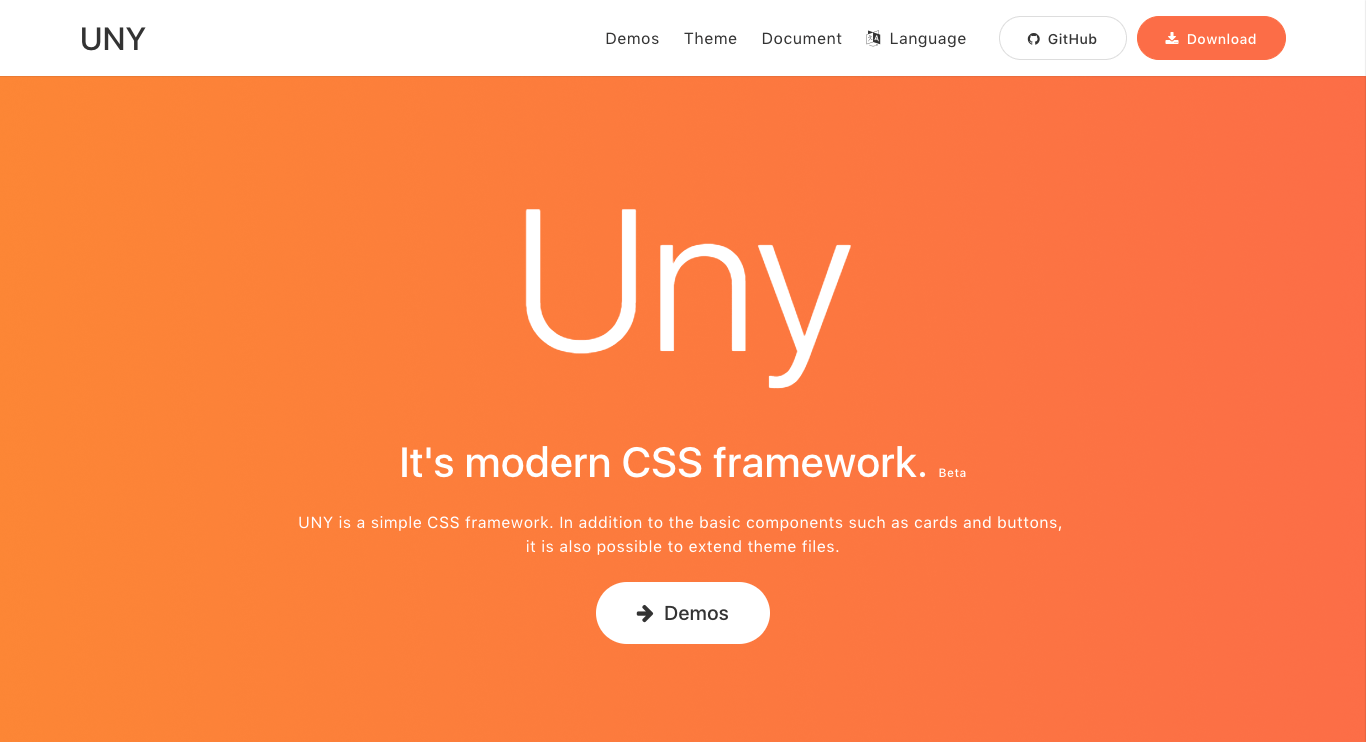 UNY
Demos
Theme
Document
Language
GitHub
Download
Uny
It's modern CSS framework. Beta
UNY is a simple CSS framework. In addition to the basic components such as cards and buttons,
it is also possible to extend theme files.
Demos